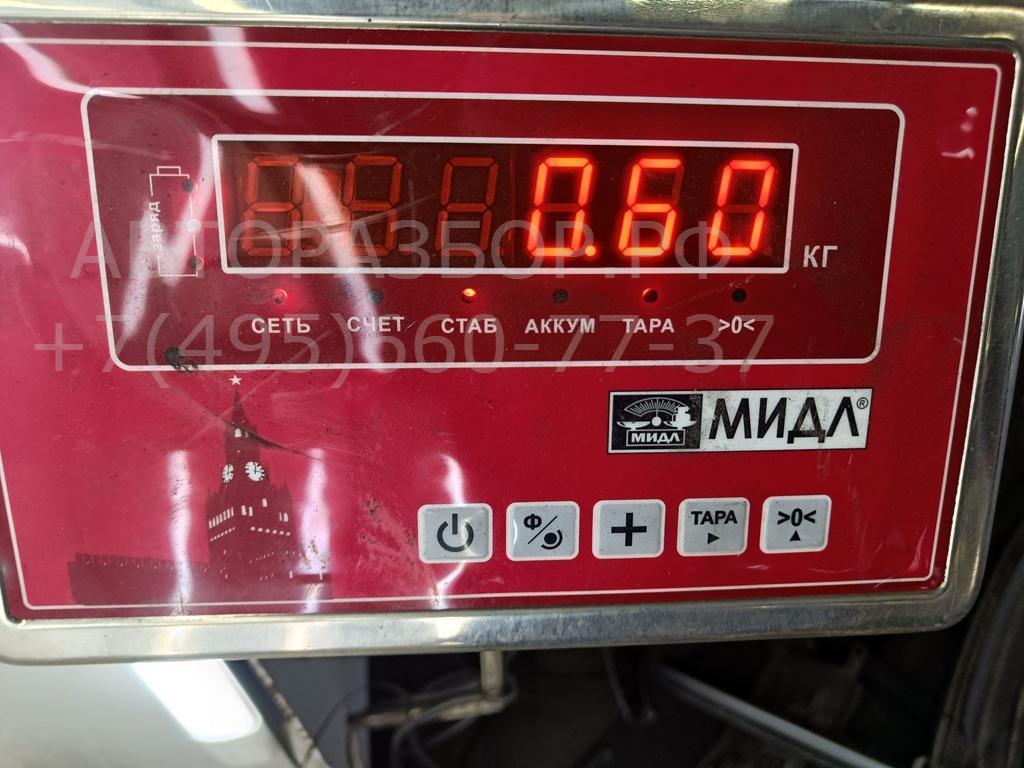 0.60
КГ
заряд
АВТОРАЗБОР.РФ
СЕТЬ СЧЕТ СТАБ АККУМ ТАРА >0<
+7(495)660-77-37
МИДЛ МИДЛ®
Ф ТАРА >0<